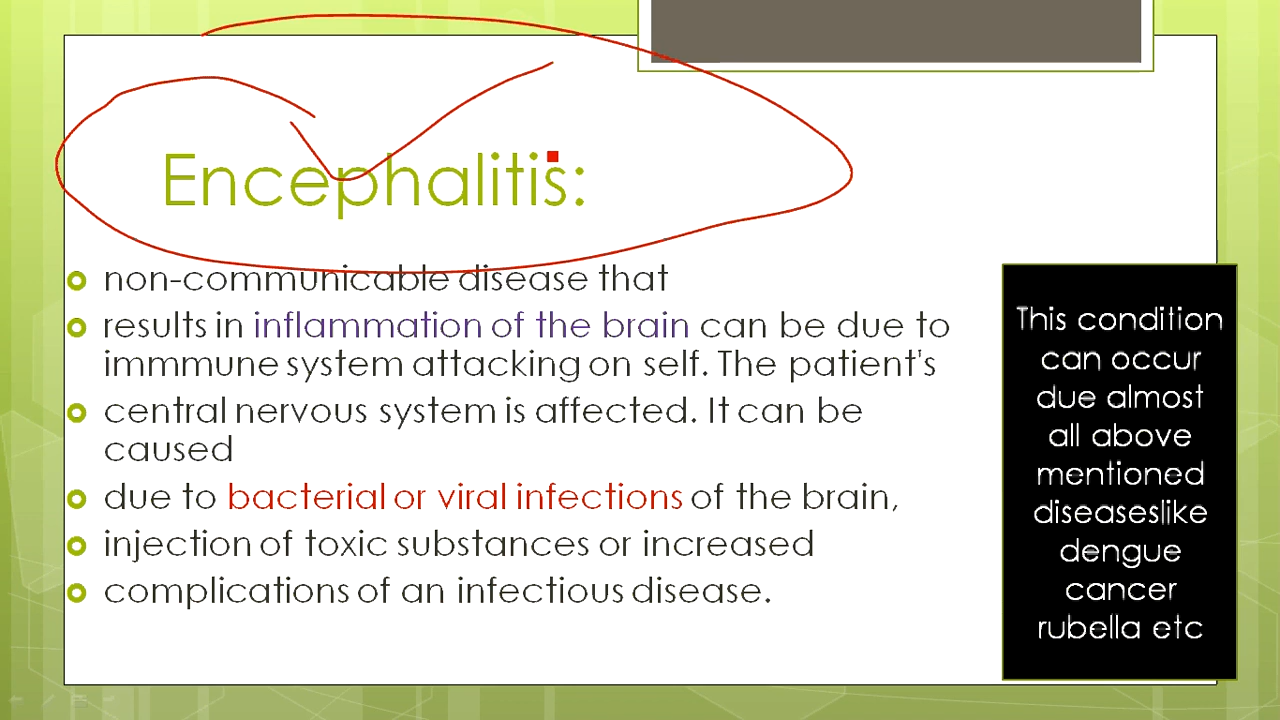 Encephalitis:
non-communicable disease that
results in inflammation of the brain can be due to
immmune system attacking on self. The patient's
central nervous system is affected. It can be
caused
due to bacterial or viral infections of the brain,
injection of toxic substances or increased
complications of an infectious disease.
This condition
can occur
due almost
all above
mentioned
diseaseslike
dengue
cancer
rubella etc